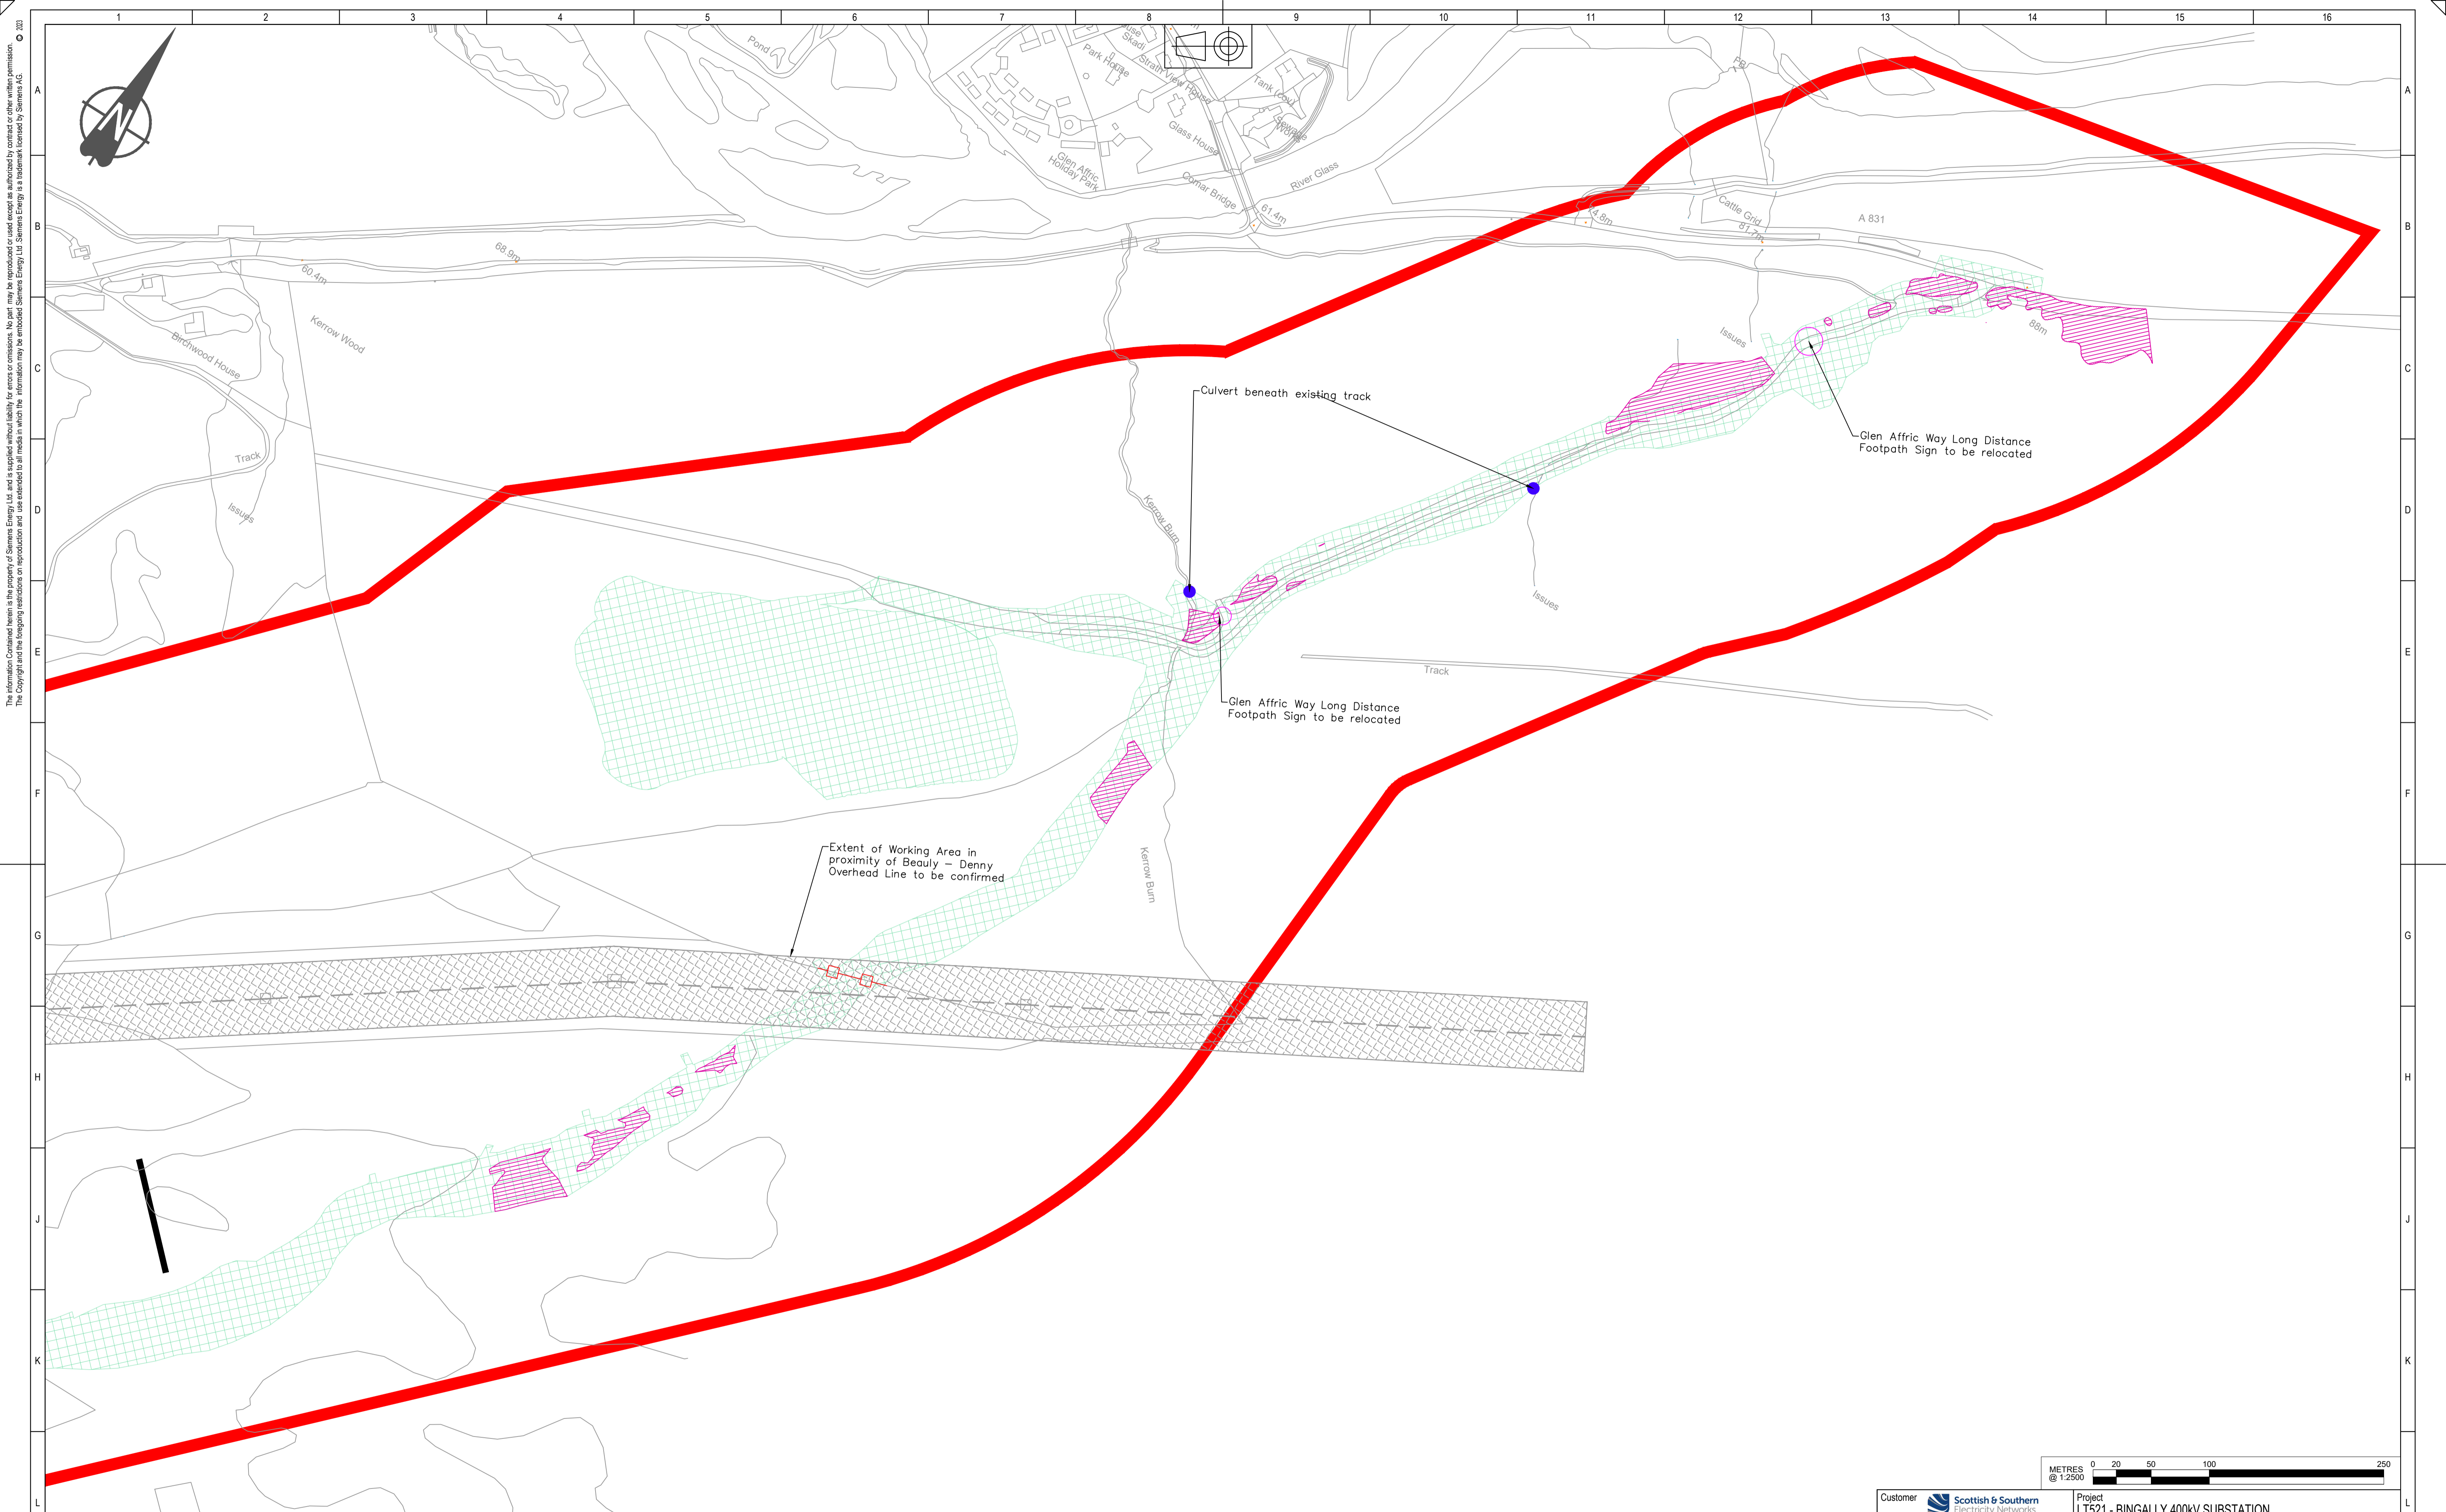 1 2 3 4 5 6 7 8 9 10 11 12 13 14 15 16
The information Contained herein is the property of Siemens Energy Ltd. and is supplied without liability for errors or omissions. No part may be reproduced or used except as authorized by contract or other written permission.
The Copyright and the foregoing restrictions on reproduction and use extended to all media in which the information may be embodied Siemens Energy Ltd .Siemens Energy is a trademark licensed by Siemens AG.
© 2023
A
A
N
Pond
Skadi
Park House
Strath View House
Tank (cov)
Sewage
Works
Glass House
Glen Affric
Holiday Park
FB
B
B
Comar Bridge
River Glass
61.4m
4.8m
Cattle Grid
81.7m
A 831
68.9m
60.4m
Kerrow Wood
Birchwood House
C
C
Issues
88m
Culvert beneath existing track
Glen Affric Way Long Distance
Footpath Sign to be relocated
Track
D
D
Issues
Kerrow Burn
Issues
E
E
Track
Glen Affric Way Long Distance
Footpath Sign to be relocated
F
F
Extent of Working Area in
proximity of Beauly – Denny
Overhead Line to be confirmed
Kerrow Burn
G
G
H
H
J
J
K
K
METRES
@ 1:2500
0 20 50 100 250
L
L
Customer
Scottish & Southern
Electricity Networks
Project
LT521 - BINGALLY 400kV SUBSTATION